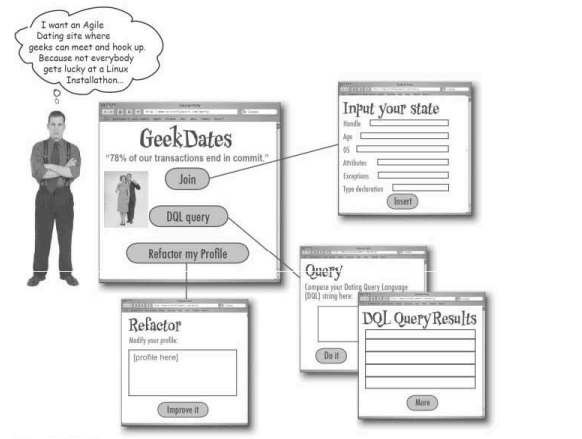 I want an Agile
Dating site where
geeks can meet and hook up.
Because not everybody
gets lucky at a Linux
Installathon...
GeekDates
"78% of our transactions end in commit."
Join
DQL query
Refactor my Profile
Input your state
Handle
Age
OS
Attributes
Exceptions
Type declaration
Insert
Query
Compose your Dating Query Language
(DQL) string here:
Do it
DQL Query Results
More
Refactor
Modify your profile:
[profile here]
Improve it